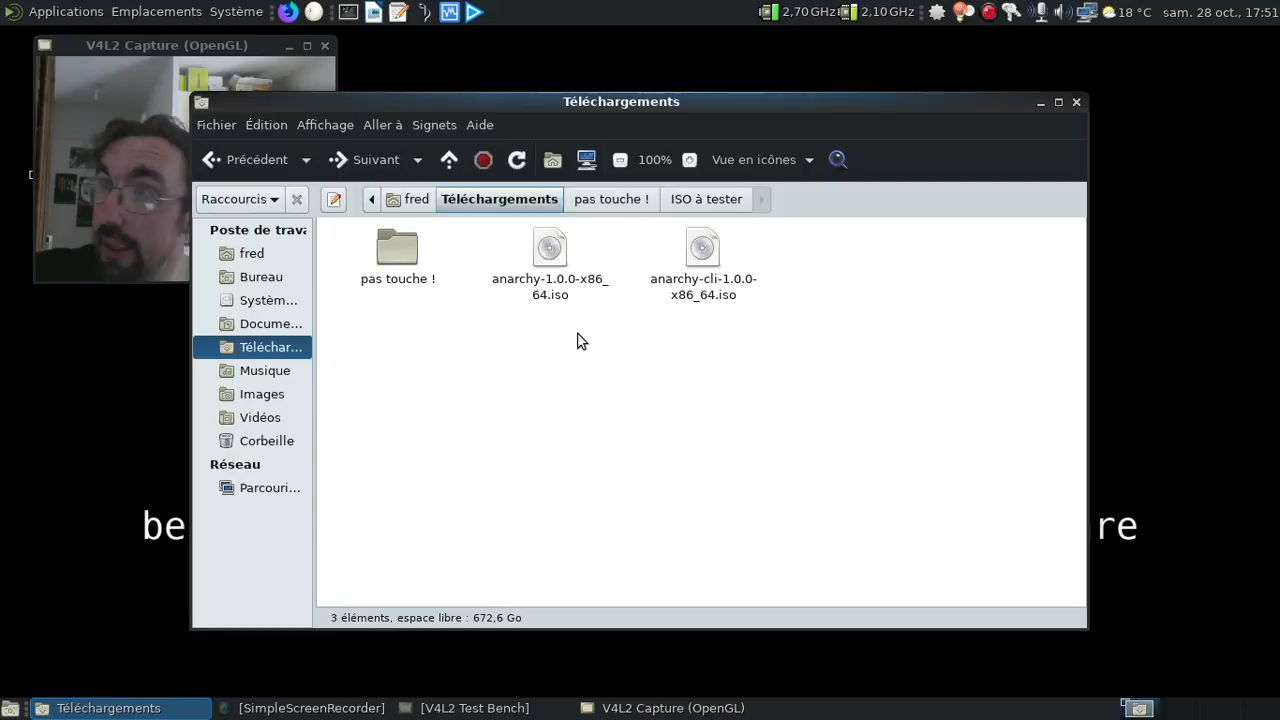 Applications Emplacements Système
2,70 GHz 2,10 GHz 18 °C sam. 28 oct., 17:51
V4L2 Capture (OpenGL)
Téléchargements
Fichier Édition Affichage Aller à Signets Aide
Précédent Suivant 100% Vue en icônes
Raccourcis fred Téléchargements pas touche ! ISO à tester
Poste de trava
fred
Bureau
Systèm...
Docume...
Téléchar...
Musique
Images
Vidéos
Corbeille
Réseau
Parcouri...
pas touche !
anarchy-1.0.0-x86_
64.iso
anarchy-cli-1.0.0-
x86_64.iso
be re
3 éléments, espace libre : 672,6 Go
Téléchargements [SimpleScreenRecorder] [V4L2 Test Bench] V4L2 Capture (OpenGL)